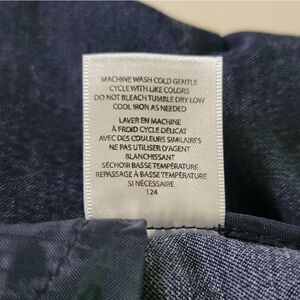 MACHINE WASH COLD GENTLE
CYCLE WITH LIKE COLORS
DO NOT BLEACH TUMBLE DRY LOW
COOL IRON AS NEEDED
LAVER EN MACHINE
À FROID CYCLE DÉLICAT
AVEC DES COULEURS SIMILAIRES
NE PAS UTILISER D'AGENT
BLANCHISSANT
SÉCHOIR BASSE TEMPÉRATURE
REPASSAGE À BASSE TEMPÉRATURE
SI NÉCESSAIRE
124